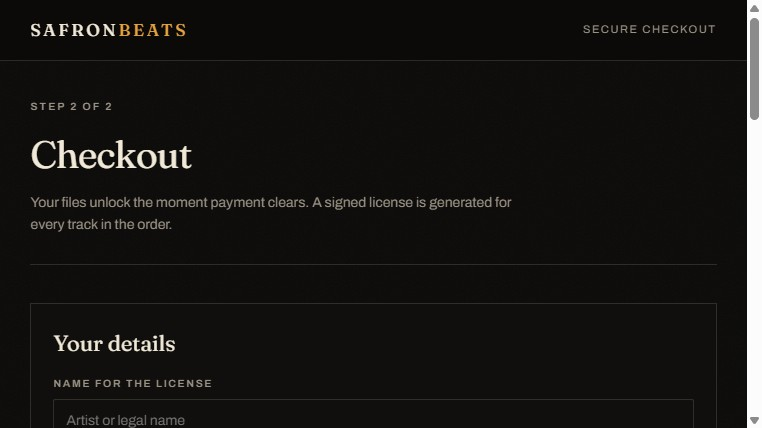 SAFRONBEATS
SECURE CHECKOUT
STEP 2 OF 2
Checkout
Your files unlock the moment payment clears. A signed license is generated for
every track in the order.
Your details
NAME FOR THE LICENSE
Artist or legal name